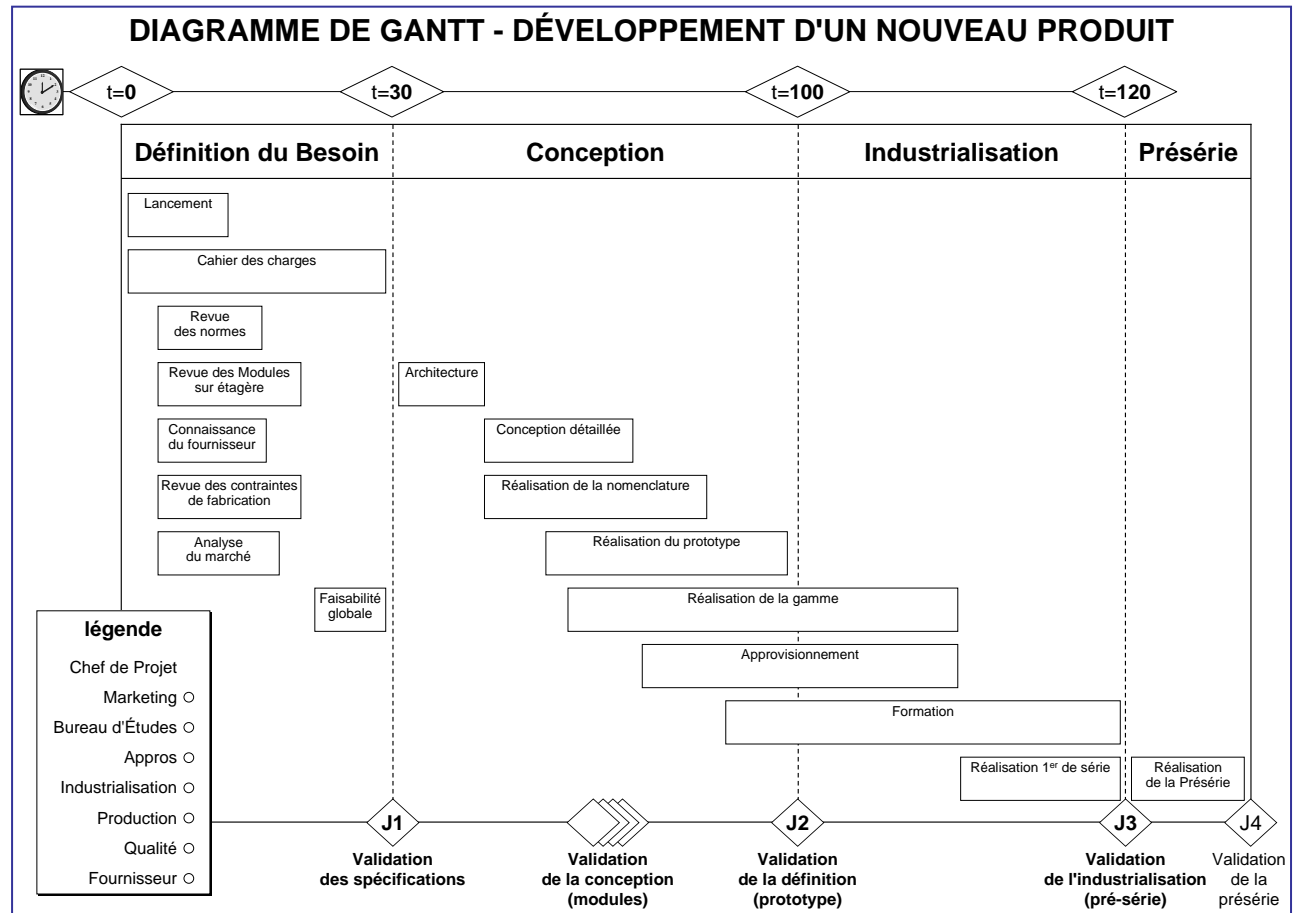 DIAGRAMME DE GANTT - DÉVELOPPEMENT D'UN NOUVEAU PRODUIT
t=0
t=30
t=100
t=120
Définition du Besoin
Conception
Industrialisation
Présérie
Lancement
Cahier des charges
Revue
des normes
Revue des Modules
sur étagère
Architecture
Connaissance
du fournisseur
Conception détaillée
Revue des contraintes
de fabrication
Réalisation de la nomenclature
Analyse
du marché
Réalisation du prototype
Faisabilité
globale
Réalisation de la gamme
Approvisionnement
Formation
Réalisation 1er de série
Réalisation
de la Présérie
légende
Chef de Projet
Marketing
Bureau d'Études
Appros
Industrialisation
Production
Qualité
Fournisseur
J1
J2
J3
J4
Validation
des spécifications
Validation
de la conception
(modules)
Validation
de la définition
(prototype)
Validation
de l'industrialisation
(pré-série)
Validation
de la
présérie